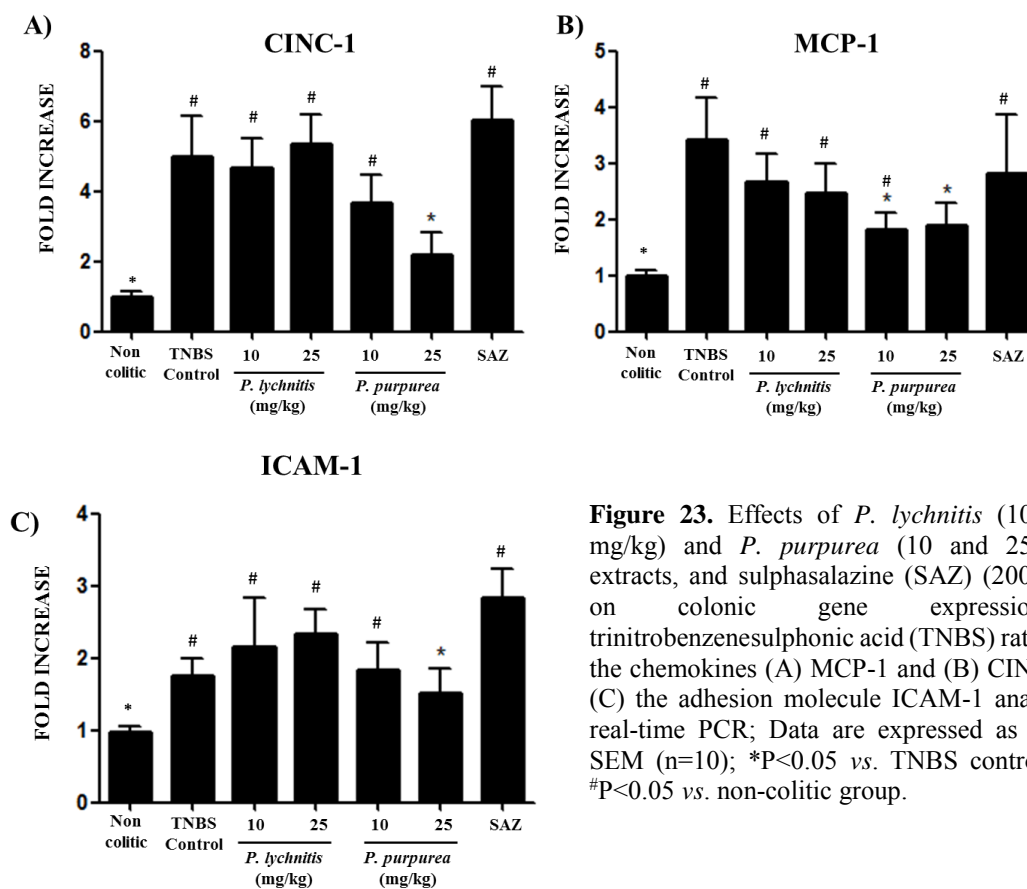 A)
CINC-1
FOLD INCREASE
8
6
4
2
0
*
#
#
#
#
*
#
Non TNBS 10 25 10 25 SAZ
colitic Control
P. lychnitis P. purpurea
(mg/kg) (mg/kg)
B)
MCP-1
FOLD INCREASE
5
4
3
2
1
0
*
#
#
#
#
*
*
#
Non TNBS 10 25 10 25 SAZ
colitic Control
P. lychnitis P. purpurea
(mg/kg) (mg/kg)
ICAM-1
C)
FOLD INCREASE
4
3
2
1
0
*
#
#
#
#
*
#
Non TNBS 10 25 10 25 SAZ
colitic Control
P. lychnitis P. purpurea
(mg/kg) (mg/kg)
Figure 23. Effects of P. lychnitis (10
mg/kg) and P. purpurea (10 and 25
extracts, and sulphasalazine (SAZ) (200
on colonic gene expressio
trinitrobenzenesulphonic acid (TNBS) rat
the chemokines (A) MCP-1 and (B) CIN
(C) the adhesion molecule ICAM-1 ana
real-time PCR; Data are expressed as
SEM (n=10); *P<0.05 vs. TNBS contro
#P<0.05 vs. non-colitic group.